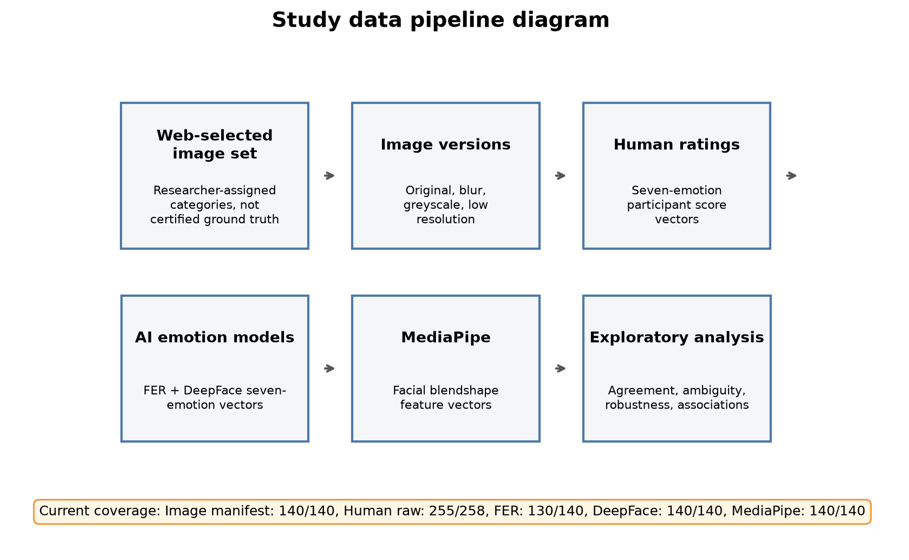 Study data pipeline diagram
Web-selected
image set
Researcher-assigned
categories, not
certified ground truth
Image versions
Original, blur,
greyscale, low
resolution
Human ratings
Seven-emotion
participant score
vectors
AI emotion models
FER + DeepFace seven-
emotion vectors
MediaPipe
Facial blendshape
feature vectors
Exploratory analysis
Agreement, ambiguity,
robustness, associations
Current coverage: Image manifest: 140/140, Human raw: 255/258, FER: 130/140, DeepFace: 140/140, MediaPipe: 140/140